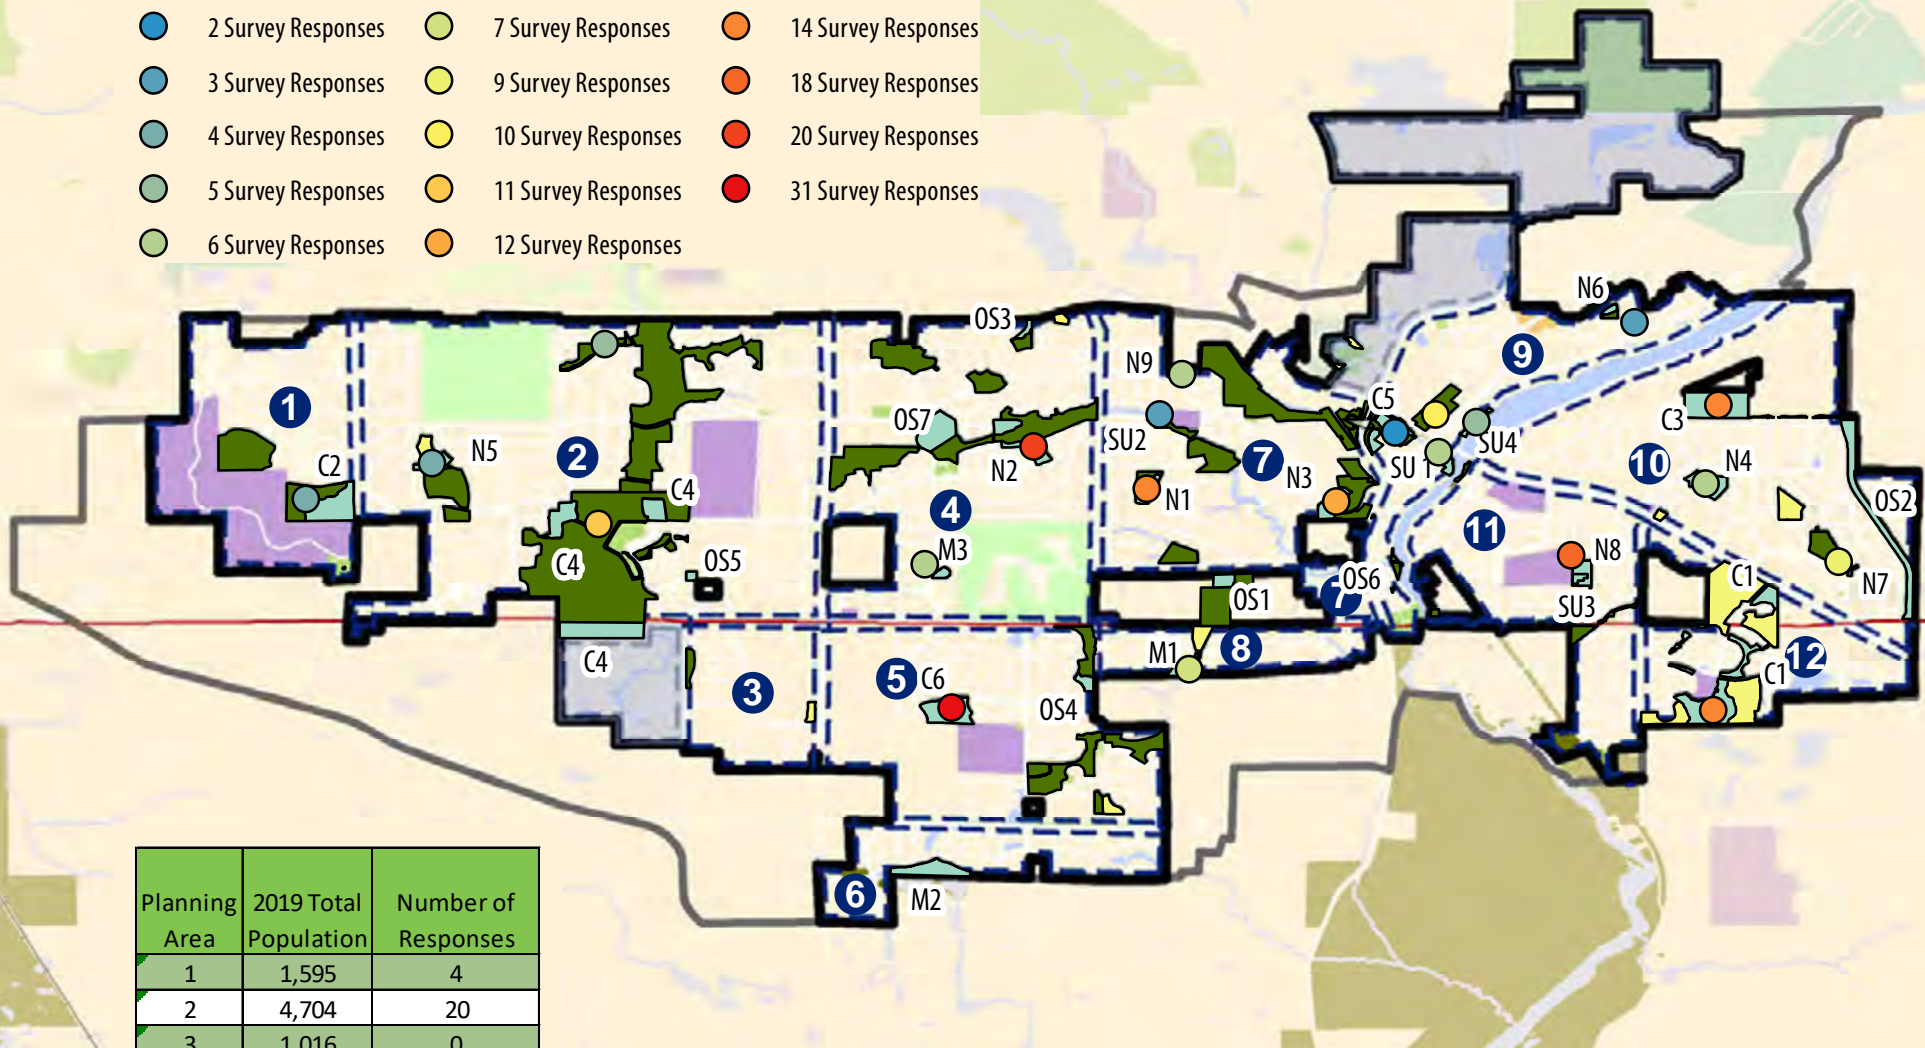 2 Survey Responses
7 Survey Responses
14 Survey Responses
3 Survey Responses
9 Survey Responses
18 Survey Responses
4 Survey Responses
10 Survey Responses
20 Survey Responses
5 Survey Responses
11 Survey Responses
31 Survey Responses
6 Survey Responses
12 Survey Responses
N6
OS3
9
N9
1
C5
C3
OS7
SU2
SU4
N5
2
C2
N2
7
SU 1
10
N4
N3
C4
N1
4
OS2
11
M3
N8
C4
OS5
OS6
C1
N7
OS1
7
SU3
M1
8
C4
12
C1
5
C6
3
OS4
6
M2
Planning Area
2019 Total Population
Number of Responses
1 1,595 4
2 4,704 20
3 1,016 0